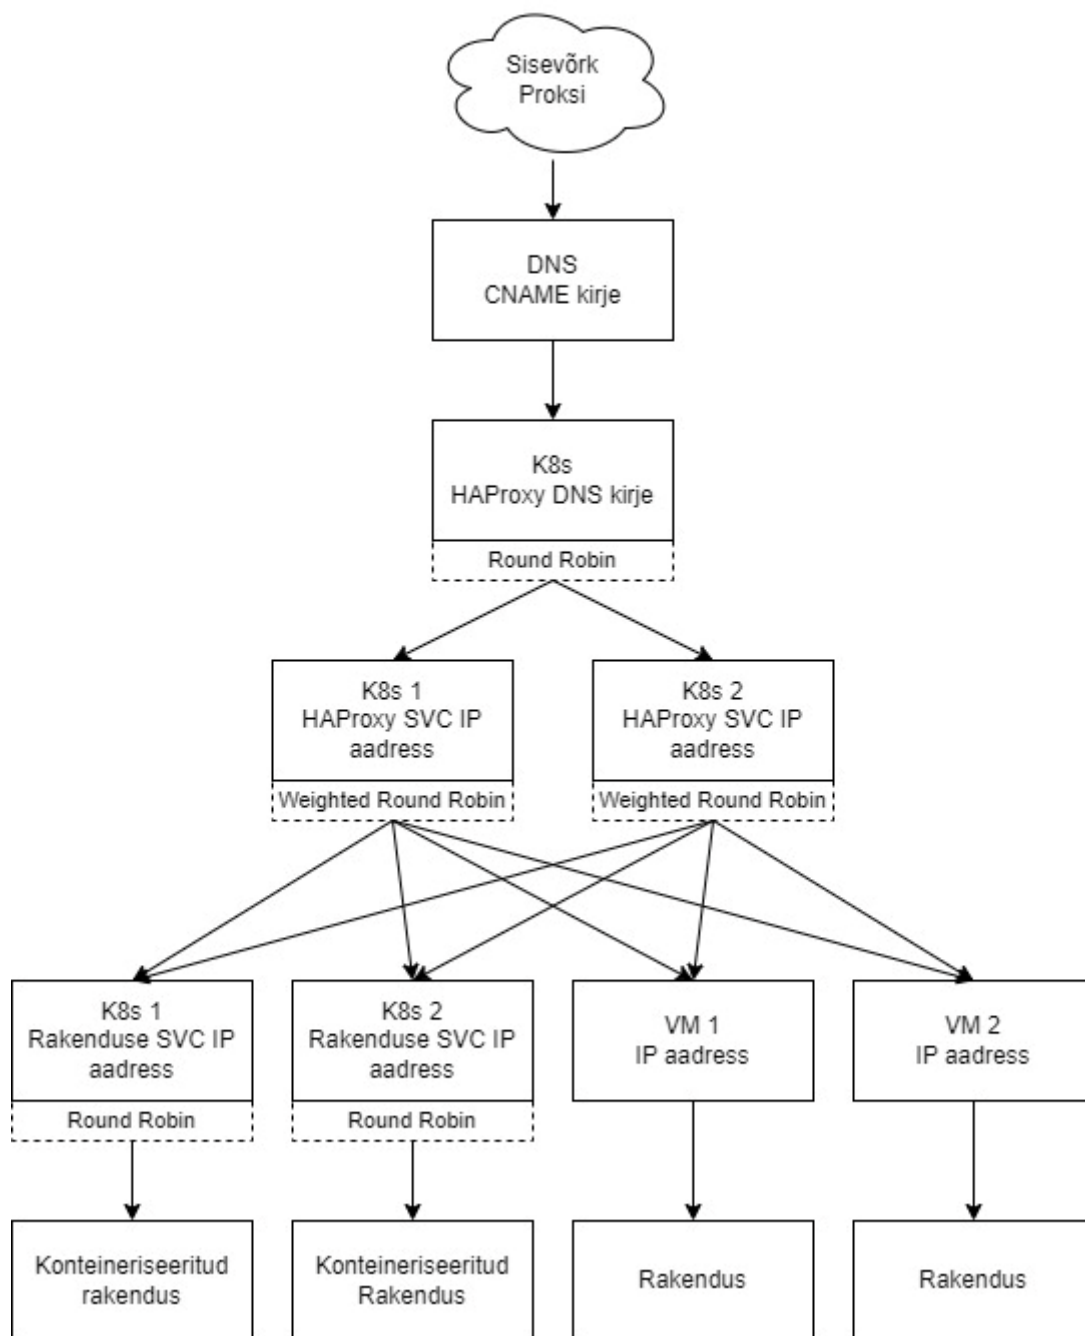 Sisevõrk
Proksi
DNS
CNAME kirje
K8s
HAProxy DNS kirje
Round Robin
K8s 1
HAProxy SVC IP
aadress
Weighted Round Robin
K8s 2
HAProxy SVC IP
aadress
Weighted Round Robin
K8s 1
Rakenduse SVC IP
aadress
Round Robin
K8s 2
Rakenduse SVC IP
aadress
Round Robin
VM 1
IP aadress
VM 2
IP aadress
Konteineriseeritud
rakendus
Konteineriseeritud
Rakendus
Rakendus
Rakendus